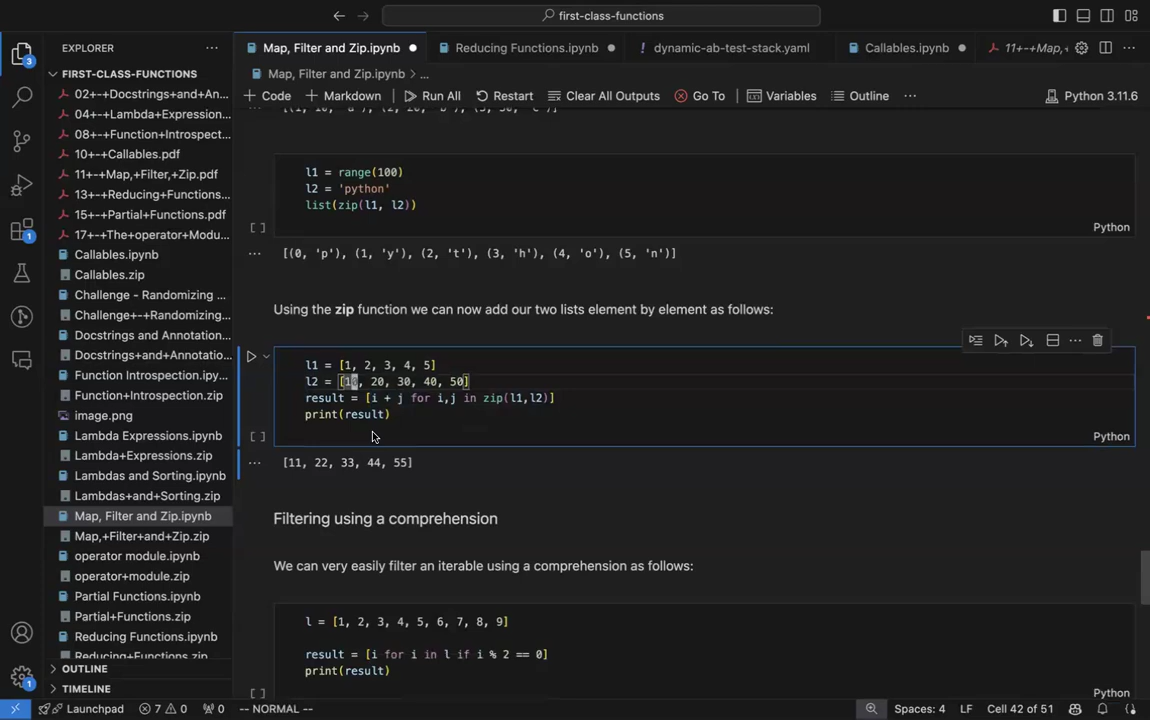 first-class-functions
EXPLORER
Map, Filter and Zip.ipynb
Reducing Functions.ipynb
dynamic-ab-test-stack.yaml
Callables.ipynb
11+-+Map,
Map, Filter and Zip.ipynb > ...
+ Code + Markdown Run All Restart Clear All Outputs Go To Variables Outline ... Python 3.11.6
3
FIRST-CLASS-FUNCTIONS
02+-+Docstrings+and+An...
04+-+Lambda+Expression...
08+-+Function+Introspect...
10+-+Callables.pdf
11+-+Map,+Filter,+Zip.pdf
13+-+Reducing+Functions...
15+-+Partial+Functions.pdf
17+-+The+operator+Modu...
1
Callables.ipynb
Callables.zip
Challenge - Randomizing ...
Challenge+-+Randomizing...
Docstrings and Annotation...
Docstrings+and+Annotatio...
Function Introspection.ipy...
Function+Introspection.zip
image.png
Lambda Expressions.ipynb
Lambda+Expressions.zip
Lambdas and Sorting.ipynb
Lambdas+and+Sorting.zip
Map, Filter and Zip.ipynb
Map,+Filter+and+Zip.zip
operator module.ipynb
operator+module.zip
Partial Functions.ipynb
Partial+Functions.zip
Reducing Functions.ipynb
Reducing+Functions.zip
OUTLINE
TIMELINE
1
l1 = range(100)
l2 = 'python'
list(zip(l1, l2))
[ ] Python
... [(0, 'p'), (1, 'y'), (2, 't'), (3, 'h'), (4, 'o'), (5, 'n')]
Using the zip function we can now add our two lists element by element as follows:
l1 = [1, 2, 3, 4, 5]
l2 = [10, 20, 30, 40, 50]
result = [i + j for i,j in zip(l1,l2)]
print(result)
[ ] Python
... [11, 22, 33, 44, 55]
Filtering using a comprehension
We can very easily filter an iterable using a comprehension as follows:
l = [1, 2, 3, 4, 5, 6, 7, 8, 9]
result = [i for i in l if i % 2 == 0]
print(result)
[ ] Python
Launchpad 7 0 0 -- NORMAL -- Spaces: 4 LF Cell 42 of 51